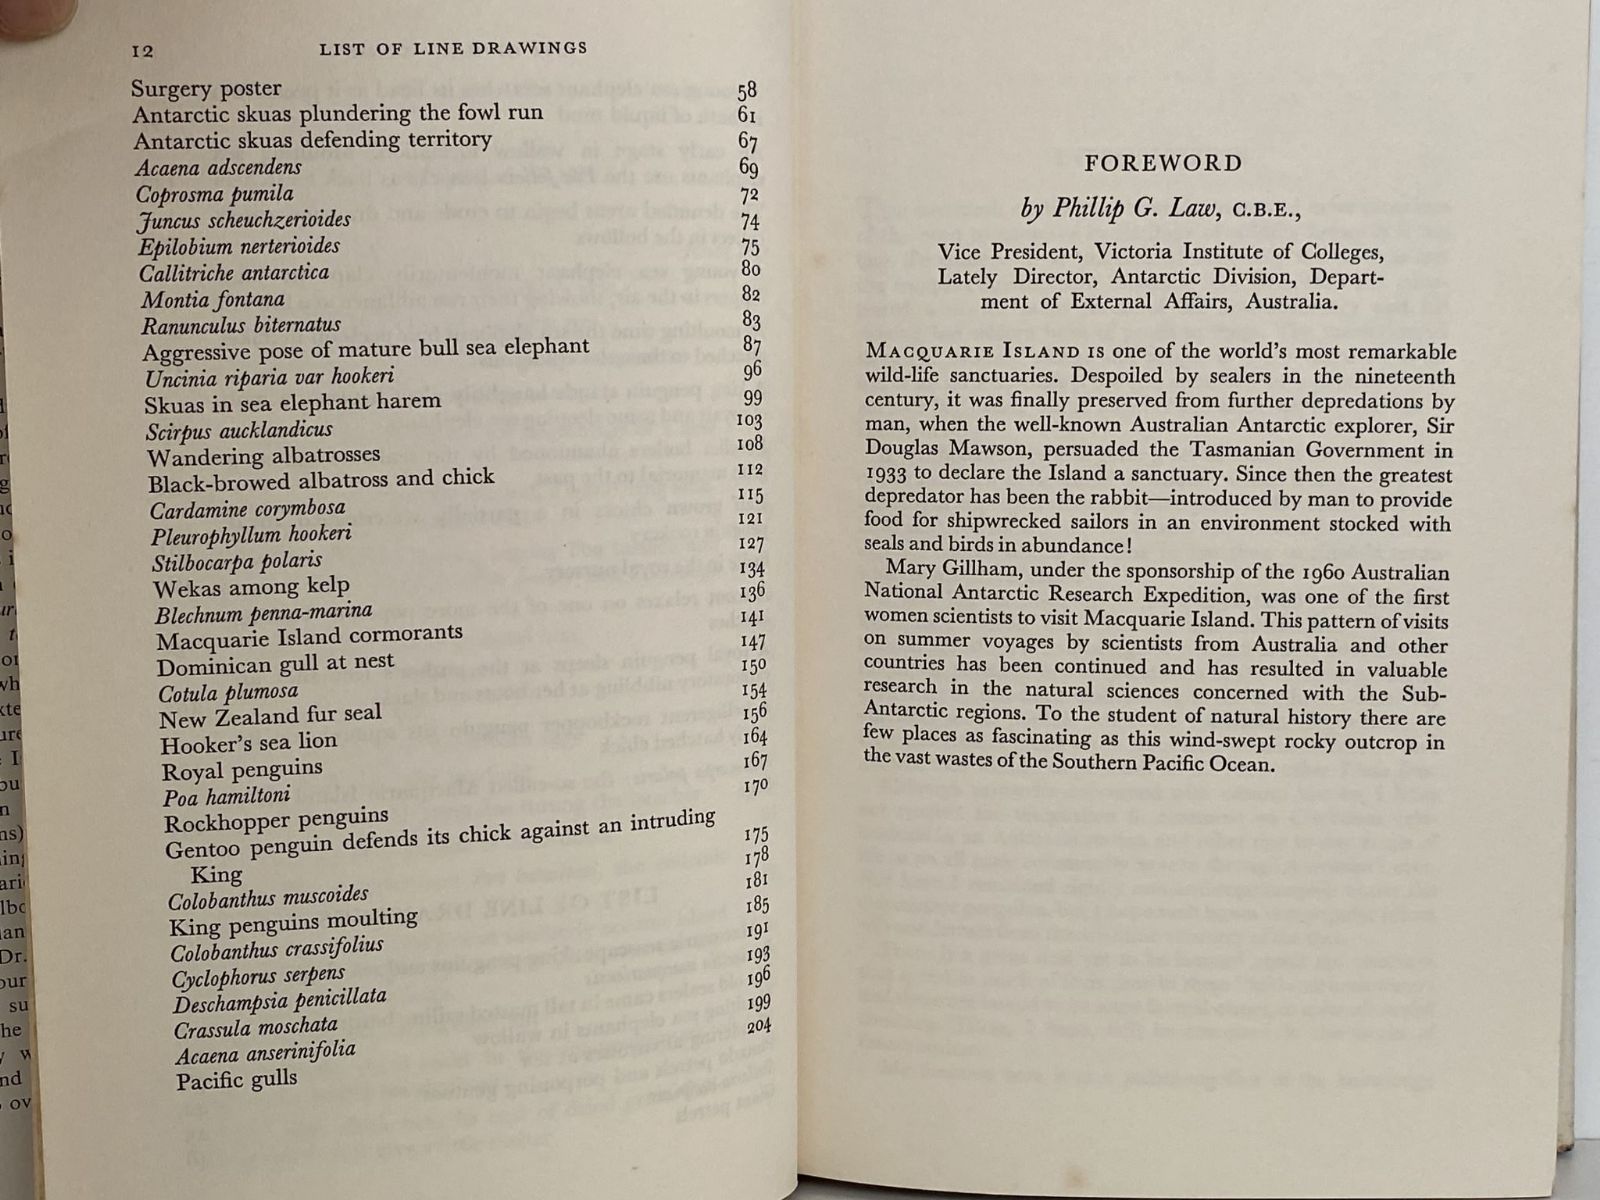 12 LIST OF LINE DRAWINGS
Surgery poster 58
Antarctic skuas plundering the fowl run 61
Antarctic skuas defending territory 67
Acaena adscendens 69
Coprosma pumila 72
Juncus scheuchzerioides 74
Epilobium nerterioides 75
Callitriche antarctica 80
Montia fontana 82
Ranunculus biternatus 83
Aggressive pose of mature bull sea elephant 87
Uncinia riparia var hookeri 96
Skuas in sea elephant harem 99
Scirpus aucklandicus 103
Wandering albatrosses 108
Black-browed albatross and chick 112
Cardamine corymbosa 115
Pleurophyllum hookeri 121
Stilbocarpa polaris 127
Wekas among kelp 134
Blechnum penna-marina 136
Macquarie Island cormorants 141
Dominican gull at nest 147
Cotula plumosa 150
New Zealand fur seal 154
Hooker's sea lion 156
Royal penguins 164
Poa hamiltoni 167
Rockhopper penguins 170
Gentoo penguin defends its chick against an intruding
King 175
Colobanthus muscoides 178
King penguins moulting 181
Colobanthus crassifolius 185
Cyclophorus serpens 191
Deschampsia penicillata 193
Crassula moschata 196
Acaena anserinifolia 199
Pacific gulls 204
FOREWORD
by Phillip G. Law, C.B.E.,
Vice President, Victoria Institute of Colleges,
Lately Director, Antarctic Division, Depart-
ment of External Affairs, Australia.
MACQUARIE ISLAND IS one of the world's most remarkable
wild-life sanctuaries. Despoiled by sealers in the nineteenth
century, it was finally preserved from further depredations by
man, when the well-known Australian Antarctic explorer, Sir
Douglas Mawson, persuaded the Tasmanian Government in
1933 to declare the Island a sanctuary. Since then the greatest
depredator has been the rabbit—introduced by man to provide
food for shipwrecked sailors in an environment stocked with
seals and birds in abundance!
Mary Gillham, under the sponsorship of the 1960 Australian
National Antarctic Research Expedition, was one of the first
women scientists to visit Macquarie Island. This pattern of visits
on summer voyages by scientists from Australia and other
countries has been continued and has resulted in valuable
research in the natural sciences concerned with the Sub-
Antarctic regions. To the student of natural history there are
few places as fascinating as this wind-swept rocky outcrop in
the vast wastes of the Southern Pacific Ocean.